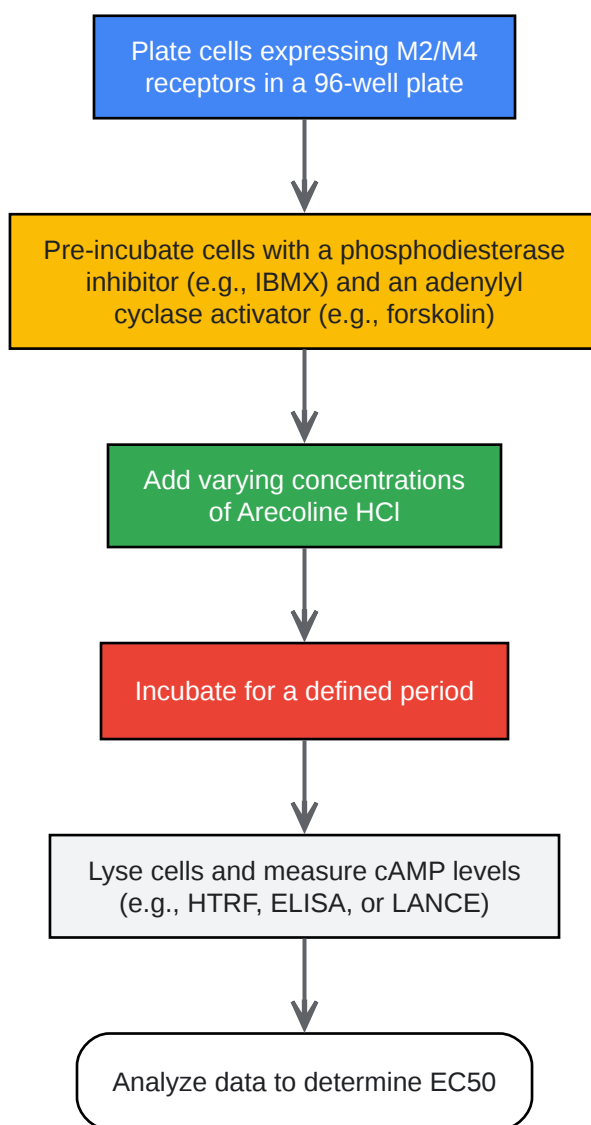 Plate cells expressing M2/M4
receptors in a 96-well plate
Pre-incubate cells with a phosphodiesterase
inhibitor (e.g., IBMX) and an adenylyl
cyclase activator (e.g., forskolin)
Add varying concentrations
of Arecoline HCl
Incubate for a defined period
Lyse cells and measure cAMP levels
(e.g., HTRF, ELISA, or LANCE)
Analyze data to determine EC50